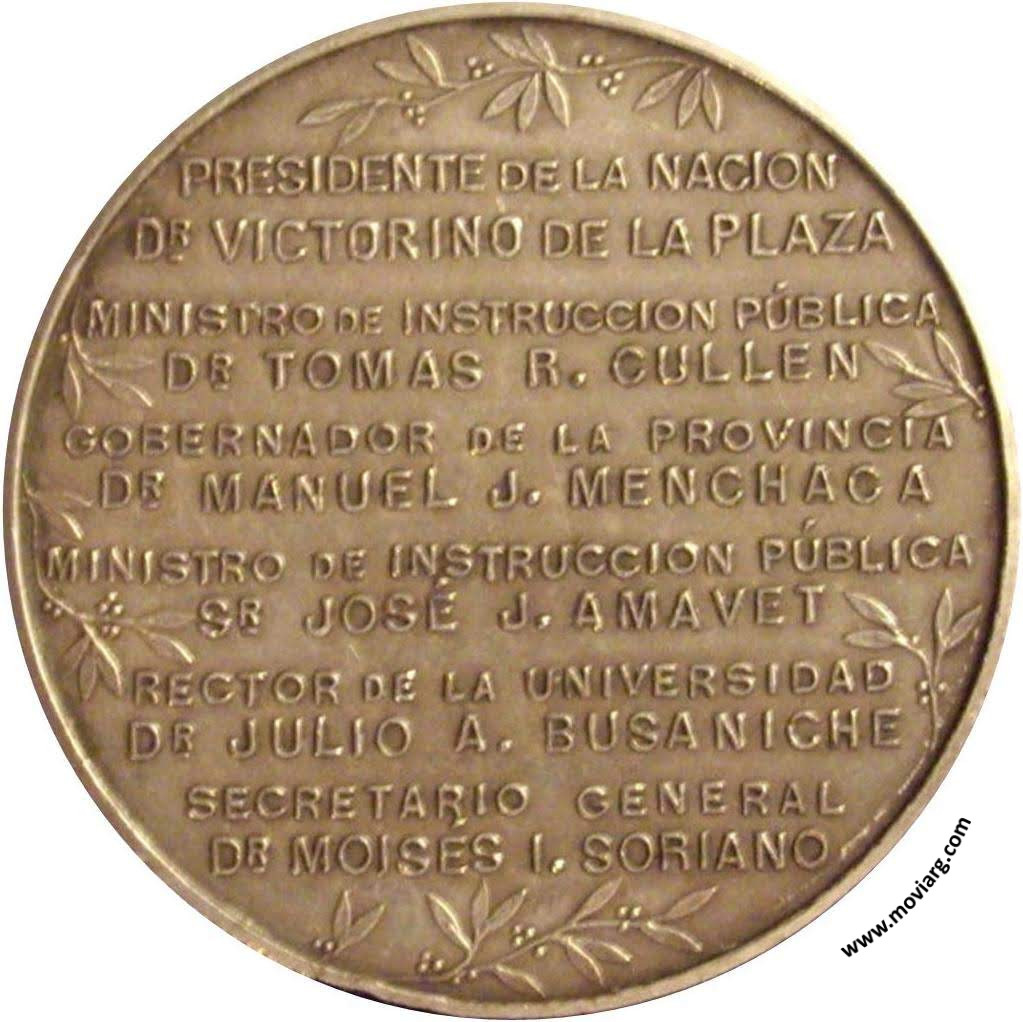 PRESIDENTE DE LA NACION
DR VICTORINO DE LA PLAZA
MINISTRO DE INSTRUCCION PÚBLICA
DR TOMAS R. CULLEN
GOBERNADOR DE LA PROVINCIA
DR MANUEL J. MENCHACA
MINISTRO DE INSTRUCCION PÚBLICA
SR JOSÉ J. AMAVET
RECTOR DE LA UNIVERSIDAD
DR JULIO A. BUSANICHE
SECRETARIO GENERAL
DR MOISÉS I. SORIANO
www.moviarg.com